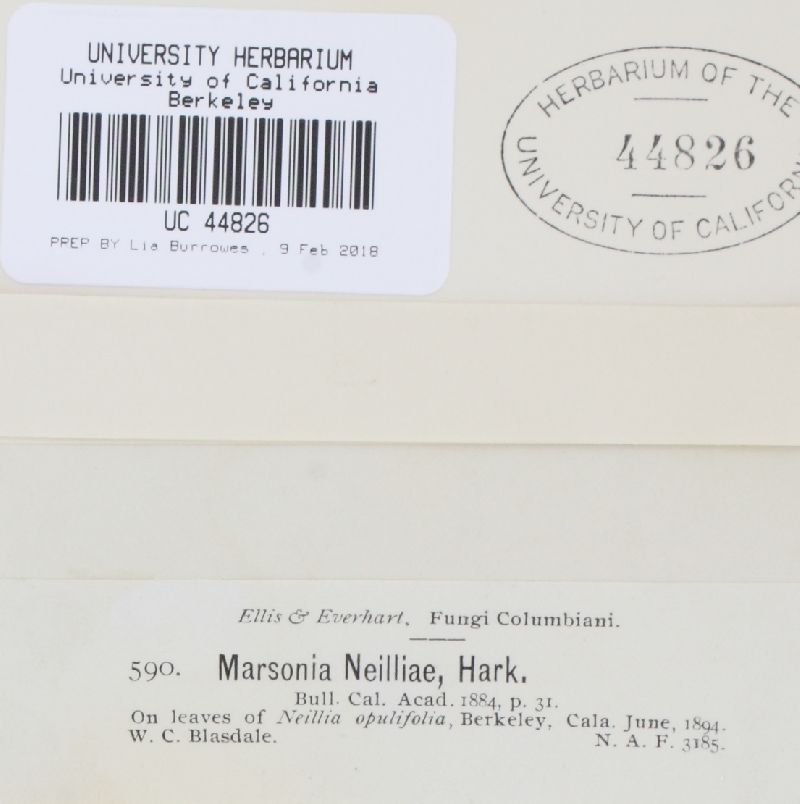 UNIVERSITY HERBARIUM
University of California
Berkeley
UC 44826
PREP BY Lia Burrowes , 9 Feb 2018
HERBARIUM OF THE
44826
UNIVERSITY OF CALIFORN
Ellis & Everhart, Fungi Columbiani.
590. Marsonia Neilliae, Hark.
Bull. Cal. Acad. 1884, p. 31.
On leaves of Neillia opulifolia, Berkeley, Cala. June, 1894.
W. C. Blasdale. N. A. F. 3185.